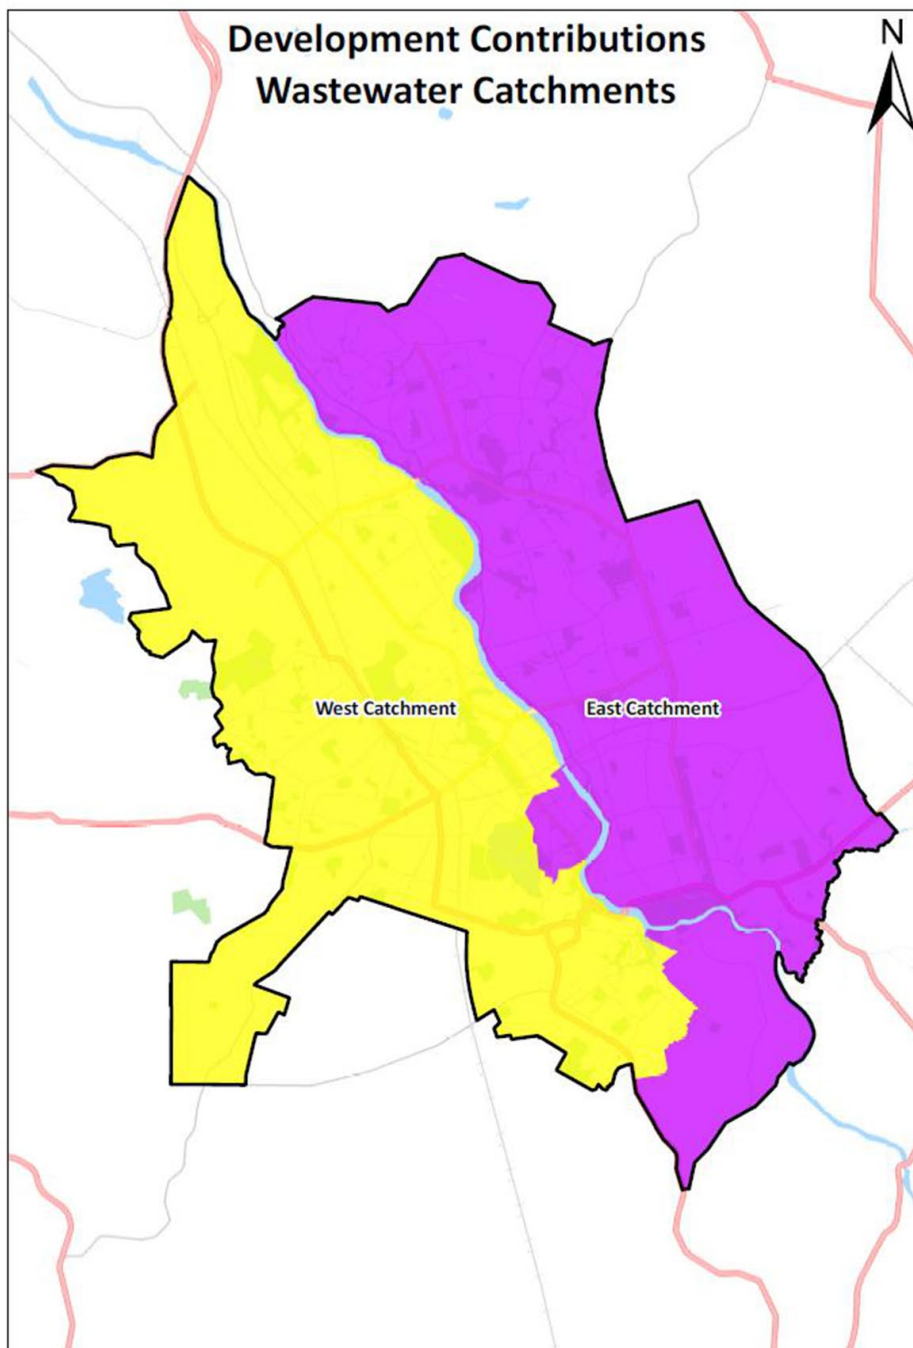 Development Contributions
Wastewater Catchments
N
West Catchment
East Catchment